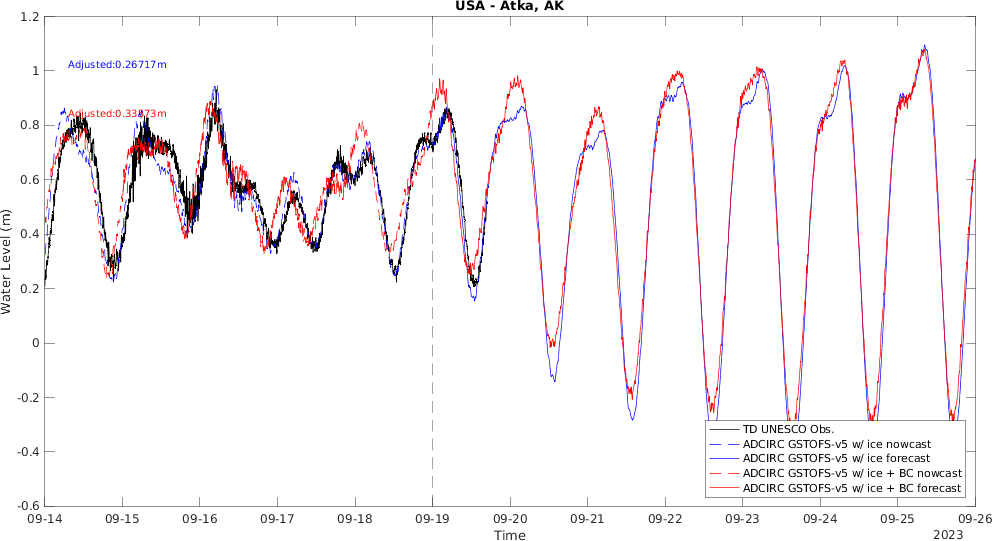 USA - Atka, AK
1.2
1
0.8
0.6
0.4
0.2
0
-0.2
-0.4
-0.6
Water Level (m)
Adjusted:0.26717m
Adjusted:0.33473m
TD UNESCO Obs.
ADCIRC GSTOFS-v5 w/ ice nowcast
ADCIRC GSTOFS-v5 w/ ice forecast
ADCIRC GSTOFS-v5 w/ ice + BC nowcast
ADCIRC GSTOFS-v5 w/ ice + BC forecast
09-14 09-15 09-16 09-17 09-18 09-19 09-20 09-21 09-22 09-23 09-24 09-25 09-26
Time
2023